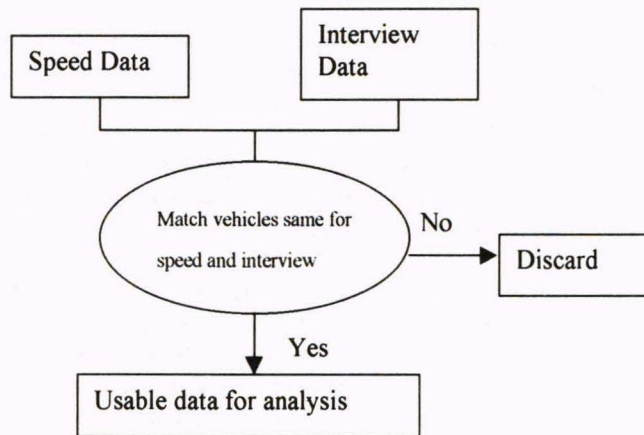 Speed Data
Interview
Data
Match vehicles same for
speed and interview
No
Discard
Yes
Usable data for analysis